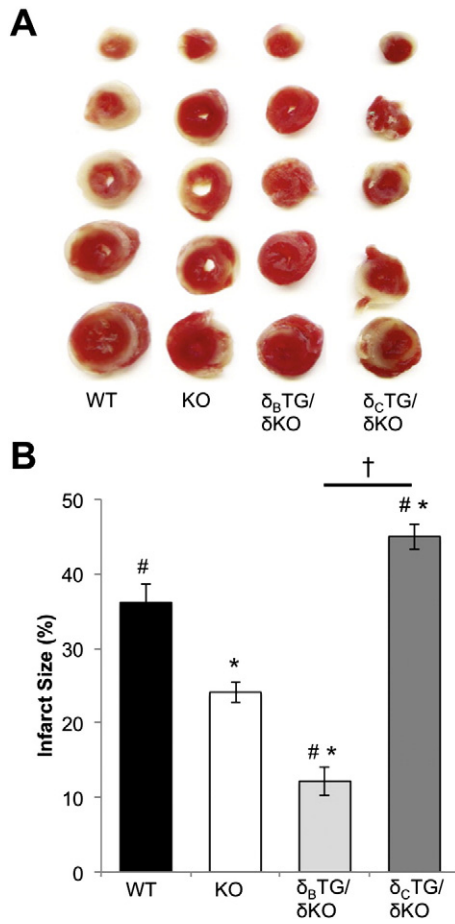 A
WT KO δBTG/ δCTG/
δKO δKO
B
†
# *
50
#
40
Infarct Size (%)
30
*
20
# *
10
0
WT KO δBTG/ δCTG/
δKO δKO